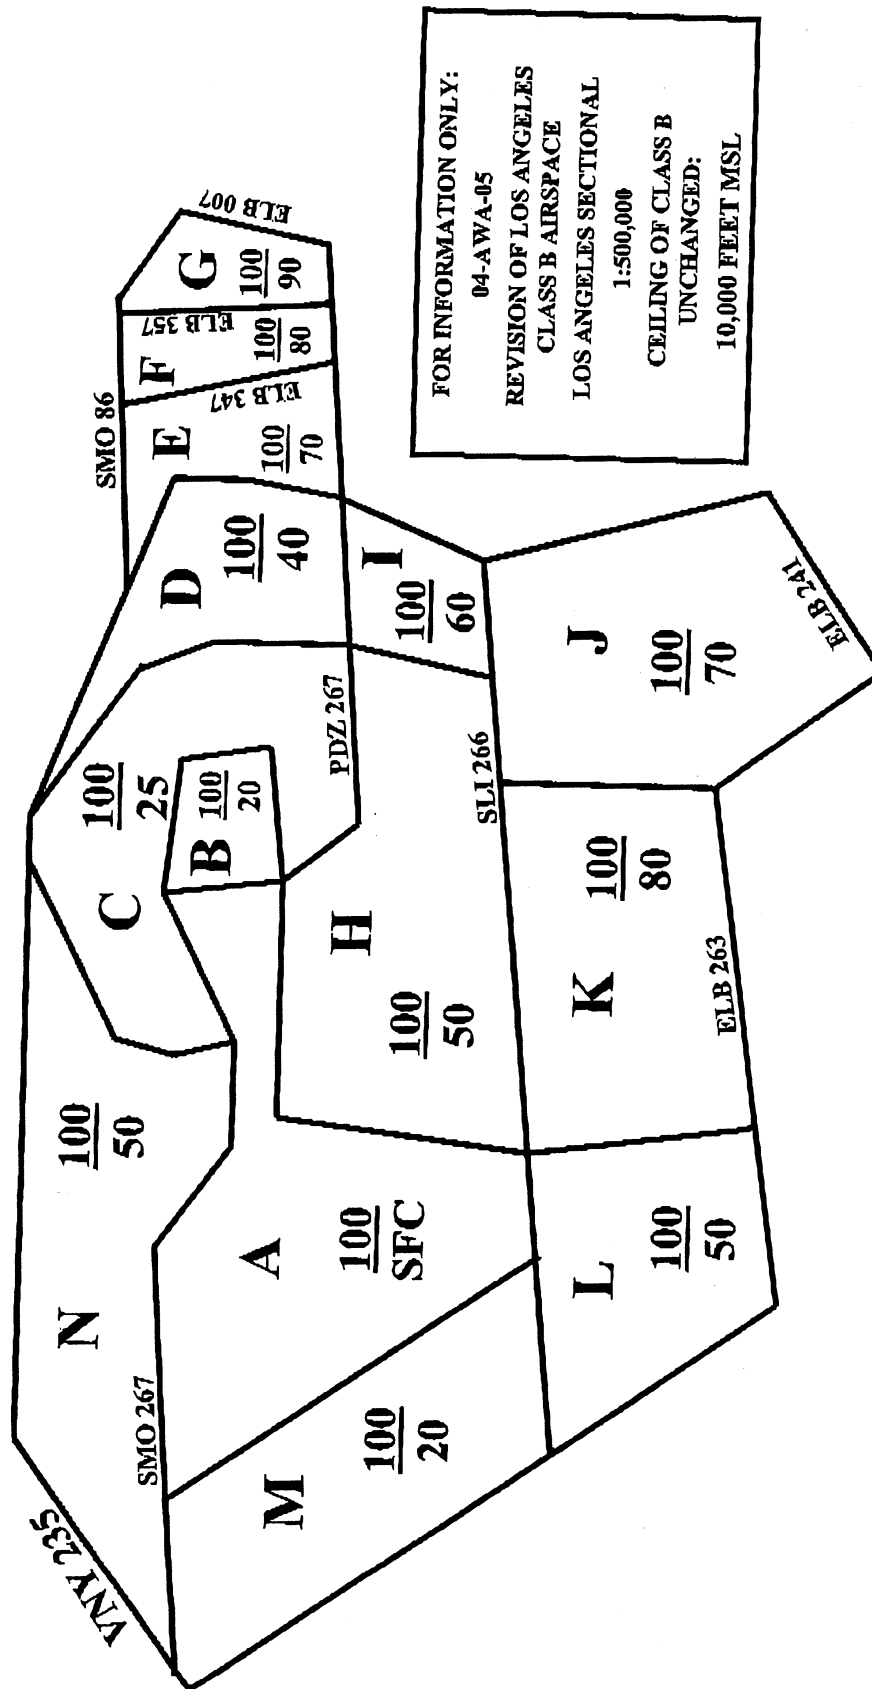 VNY 235
SMO 267
N
100
50
C
100
25
D
100
40
SMO 86
E
100
70
F
100
80
G
100
90
ELB 347
ELB 357
ELB 007
B
100
20
PDZ 267
M
100
20
A
100
SFC
H
100
50
I
100
60
SLI 266
L
100
50
K
100
80
J
100
70
ELB 263
ELB 241
FOR INFORMATION ONLY:
04-AWA-05
REVISION OF LOS ANGELES
CLASS B AIRSPACE
LOS ANGELES SECTIONAL
1:500,000
CEILING OF CLASS B
UNCHANGED:
10,000 FEET MSL